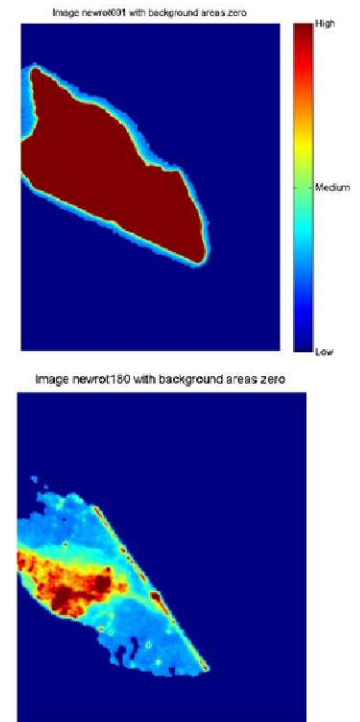 Image newrot001 with background areas zero
High
Medium
Low
Image newrot180 with background areas zero